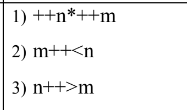 1) ++n*++m
2) m++<n
3) n++>m